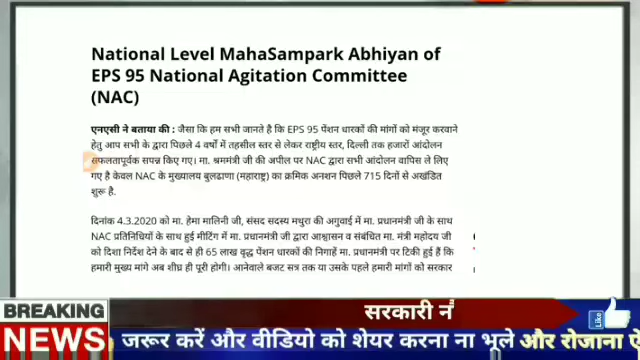 National Level MahaSampark Abhiyan of
EPS 95 National Agitation Committee
(NAC)
एनएसी ने बताया की : जैसा कि हम सभी जानते है कि EPS 95 पेंशन धारकों की मांगों को मंजूर करवाने
हेतु आप सभी के द्वारा पिछले 4 वर्षो में तहसील स्तर से लेकर राष्ट्रीय स्तर, दिल्ली तक हजारों आंदोलन
सफलतापूर्वक सपन्न किए गए। मा. श्रममंत्री जी की अपील पर NAC द्वारा सभी आंदोलन वापिस ले लिए
गए है केवल NAC के मुख्यालय बुलढाणा (महाराष्ट्र) का क्रमिक अनशन पिछले 715 दिनों से अखंडित
शुरू है.
दिनांक 4.3.2020 को मा. हेमा मालिनी जी, संसद सदस्य मथुरा की अगुवाई में मा. प्रधानमंत्री जी के साथ
NAC प्रतिनिधियों के साथ हुई मीटिंग में मा. प्रधानमंत्री जी द्वारा आश्वासन व संबंधित मा. मंत्री महोदय जी
को दिशा निर्देश देने के बाद से ही 65 लाख वृद्ध पेंशन धारकों की निगाहें मा. प्रधानमंत्री पर टिकी हुई हैं कि
हमारी मुख्य मांगे अब शीघ्र ही पूरी होगी। आनेवाले बजट सत्र तक या उसके पहले हमारी मांगों को सरकार
BREAKING
NEWS
सरकारी नौ
Like
जरूर करें और वीडियो को शेयर करना ना भूले और रोजाना ऐ